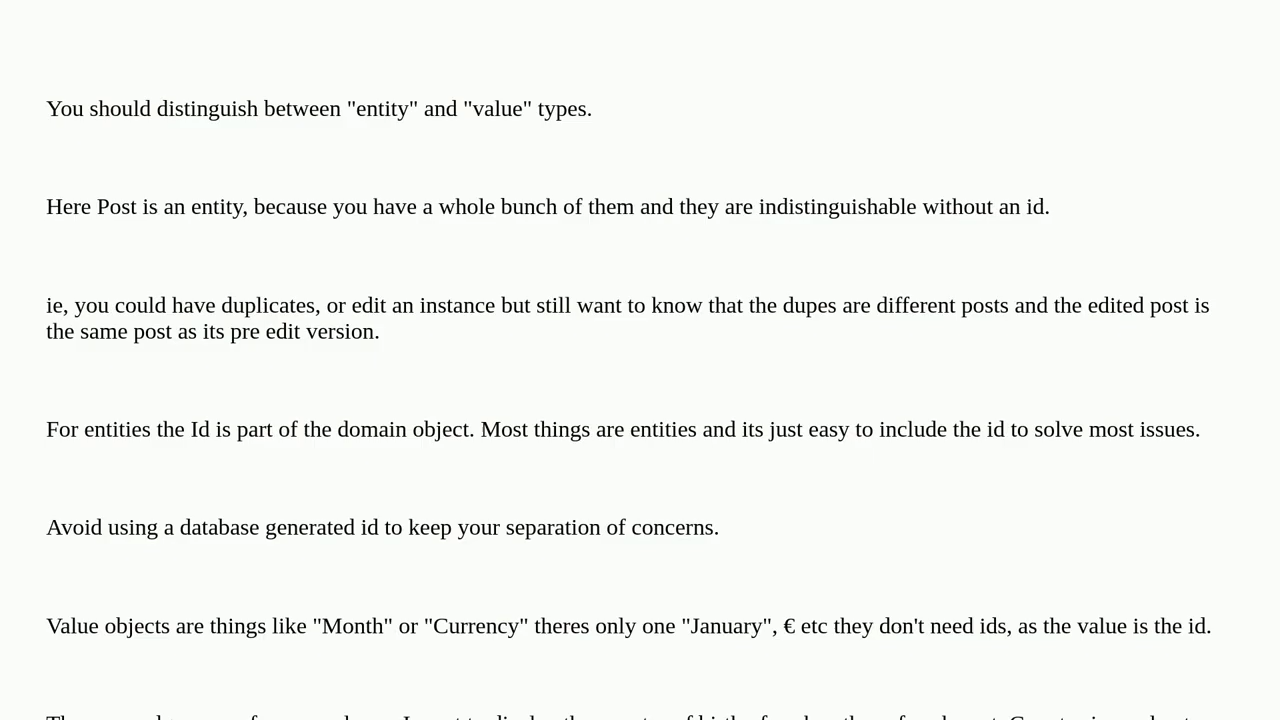 You should distinguish between "entity" and "value" types.
Here Post is an entity, because you have a whole bunch of them and they are indistinguishable without an id.
ie, you could have duplicates, or edit an instance but still want to know that the dupes are different posts and the edited post is
the same post as its pre edit version.
For entities the Id is part of the domain object. Most things are entities and its just easy to include the id to solve most issues.
Avoid using a database generated id to keep your separation of concerns.
Value objects are things like "Month" or "Currency" theres only one "January", € etc they don't need ids, as the value is the id.